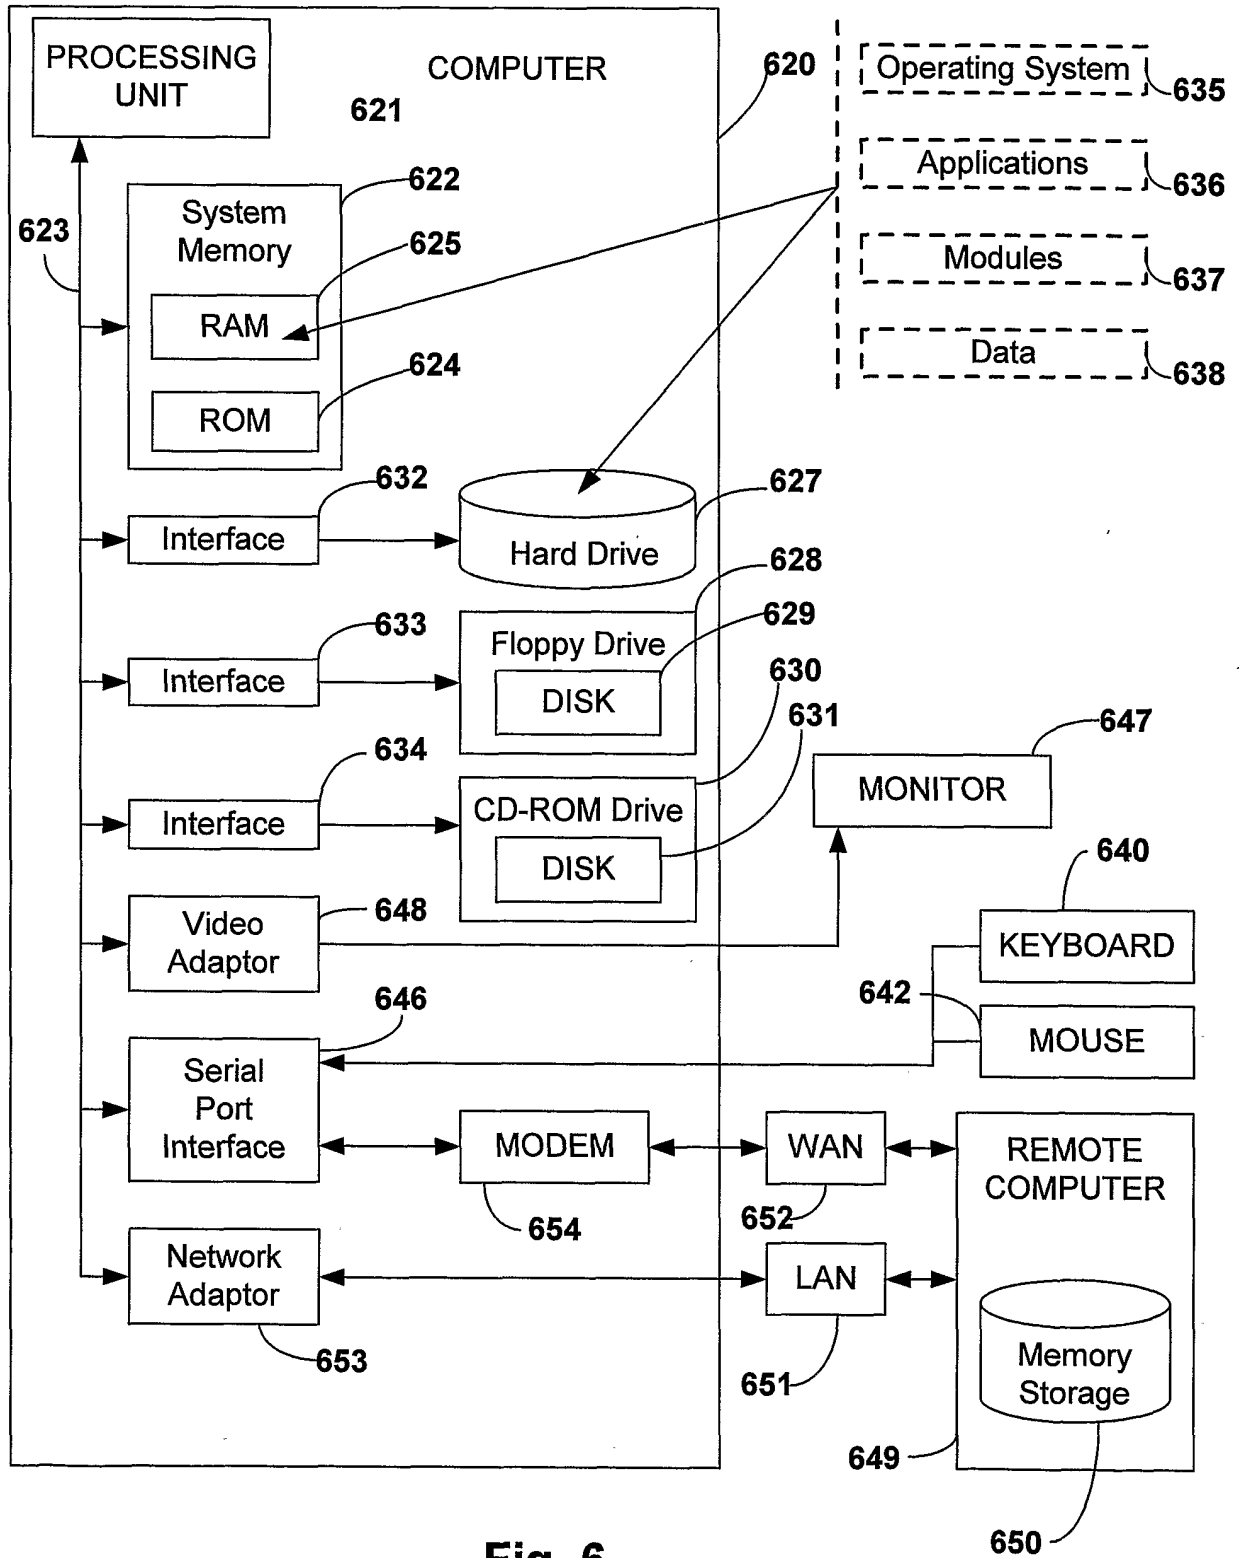 PROCESSING
UNIT
COMPUTER
620
621
Operating System
635
Applications
636
Modules
637
Data
638
622
System
Memory
623
625
RAM
624
ROM
632
Interface
627
Hard Drive
628
633
Interface
629
Floppy Drive
DISK
630
631
634
Interface
CD-ROM Drive
DISK
647
MONITOR
648
Video
Adaptor
640
KEYBOARD
642
MOUSE
646
Serial
Port
Interface
MODEM
654
WAN
652
REMOTE
COMPUTER
Network
Adaptor
653
LAN
651
Memory
Storage
649
650
Fig. 6